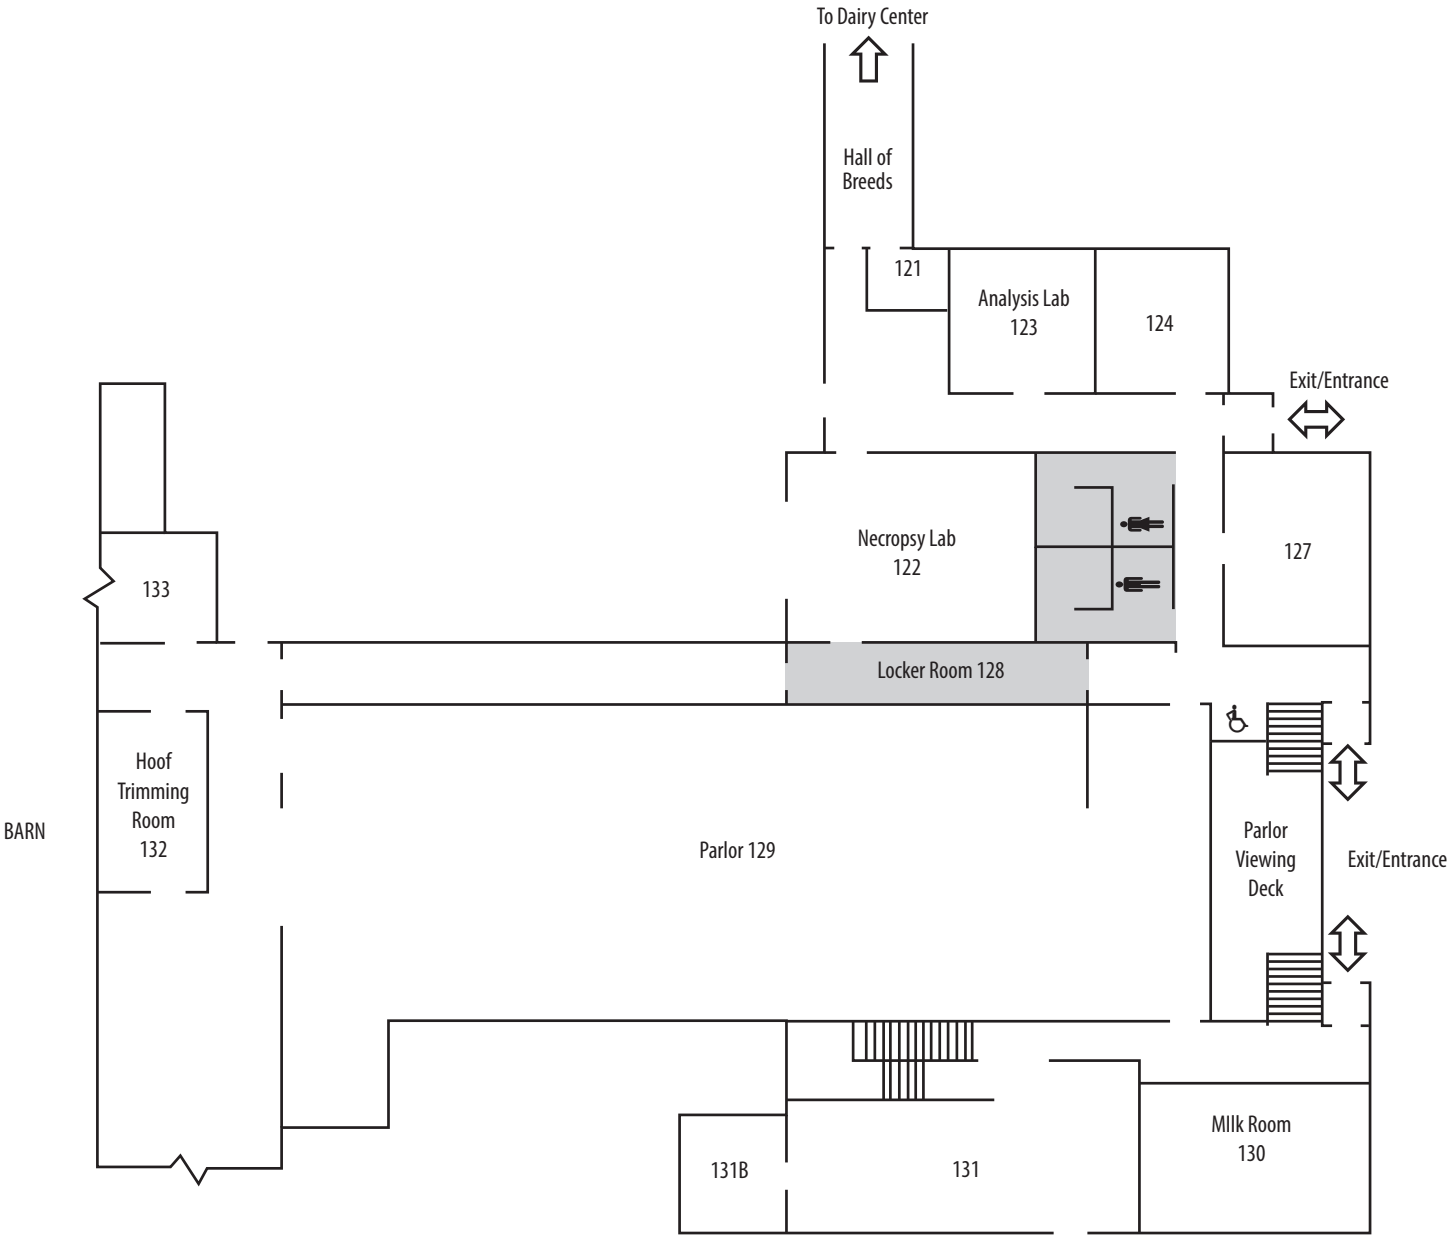 To Dairy Center
Hall of
Breeds
121
Analysis Lab
123
124
Exit/Entrance
Necropsy Lab
122
127
133
Locker Room 128
Hoof
Trimming
Room
132
BARN
Parlor 129
Parlor
Viewing
Deck
Exit/Entrance
MIlk Room
130
131B
131